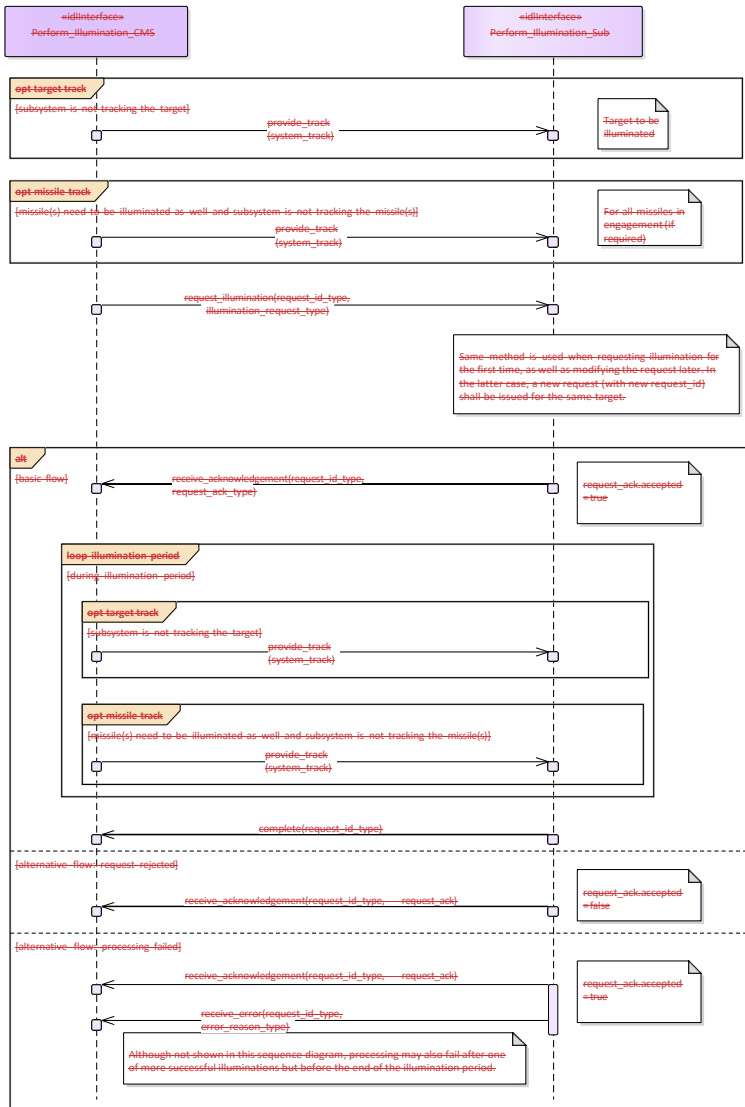 «idlInterface»
Perform_Illumination_CMS
«idlInterface»
Perform_Illumination_Sub
opt target track
[subsystem is not tracking the target]
provide_track
(system_track)
Target to be
illuminated
opt missile track
[missile(s) need to be illuminated as well and subsystem is not tracking the missile(s)]
provide_track
(system_track)
For all missiles in
engagement (if
required)
request_illumination(request_id_type,
illumination_request_type)
Same method is used when requesting illumination for
the first time, as well as modifying the request later. In
the latter case, a new request (with new request_id)
shall be issued for the same target.
alt
[basic flow]
receive_acknowledgement(request_id_type,
request_ack_type)
request_ack.accepted
= true
loop illumination period
[during illumination period]
opt target track
[subsystem is not tracking the target]
provide_track
(system_track)
opt missile track
[missile(s) need to be illuminated as well and subsystem is not tracking the missile(s)]
provide_track
(system_track)
complete(request_id_type)
[alternative flow: request rejected]
receive_acknowledgement(request_id_type, request_ack)
request_ack.accepted
= false
[alternative flow: processing failed]
receive_acknowledgement(request_id_type, request_ack)
request_ack.accepted
= true
receive_error(request_id_type,
error_reason_type)
Although not shown in this sequence diagram, processing may also fail after one
of more successful illuminations but before the end of the illumination period.